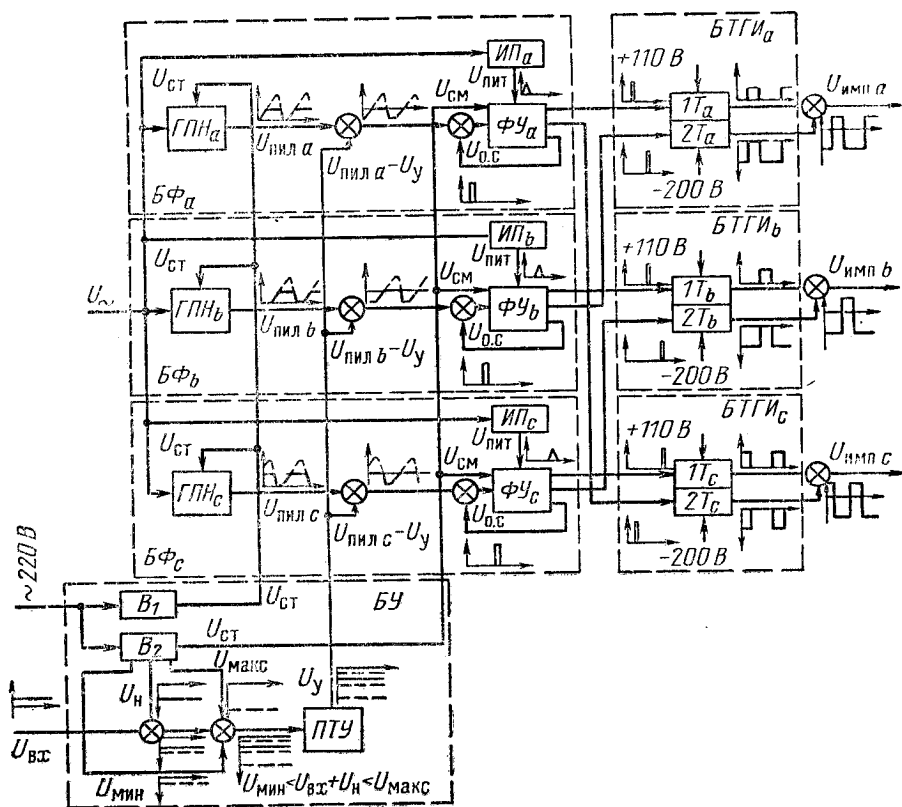 БТГИa
ИПa
+110 В
Uст
Uпит
Uсм
Uимп a
ГПНa
ФУa
1Тa
2Тa
Uпил a
Uо.с
Uпил a–Uу
–200 В
БФa
БТГИb
ИПb
+110 В
Uст
Uпит
Uсм
Uимп b
U~
ГПНb
ФУb
1Тb
2Тb
Uпил b
Uо.с
Uпил b–Uу
–200 В
БФb
БТГИc
ИПc
+110 В
Uст
Uпит
Uсм
Uимп c
ГПНc
ФУc
1Тc
2Тc
Uпил c
Uо.с
Uпил c–Uу
–200 В
БФc
~220 В
В1
Uст
БУ
В2
Uст
Uмакс
Uн
Uу
ПТУ
Uвх
Uмин
Uмин<Uвх+Uн<Uмакс